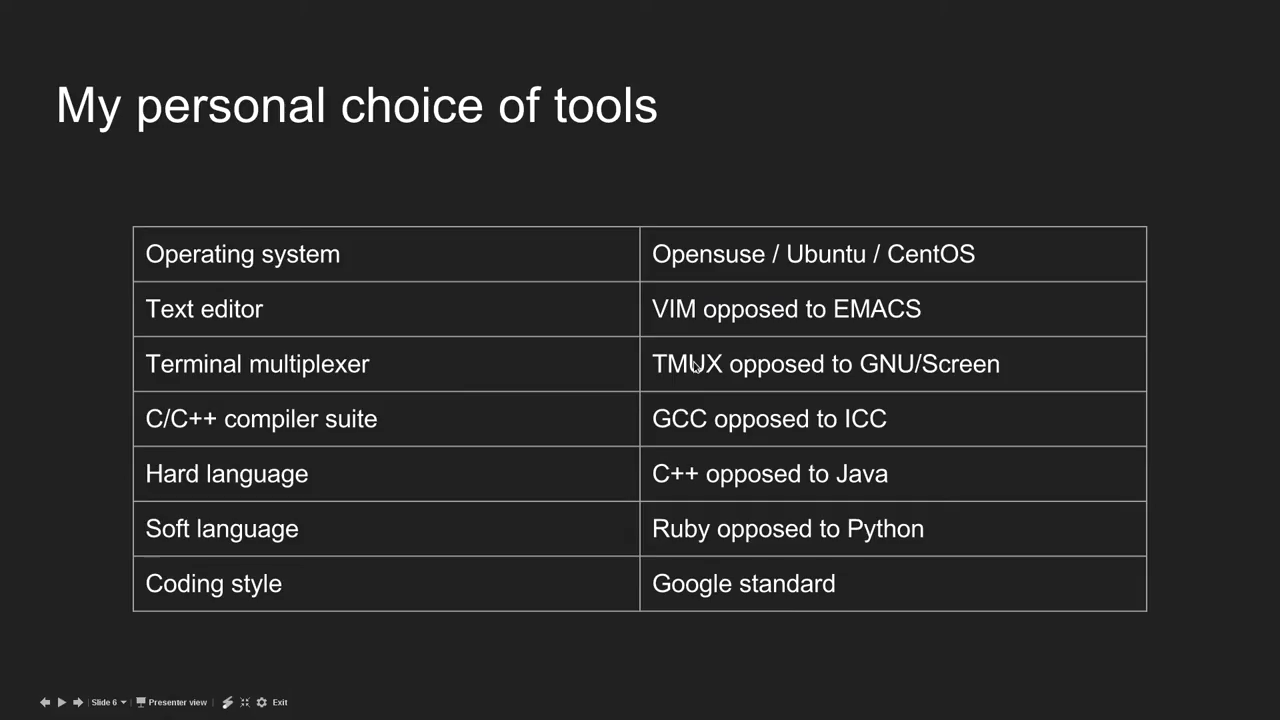 My personal choice of tools
Operating system
Opensuse / Ubuntu / CentOS
Text editor
VIM opposed to EMACS
Terminal multiplexer
TMUX opposed to GNU/Screen
C/C++ compiler suite
GCC opposed to ICC
Hard language
C++ opposed to Java
Soft language
Ruby opposed to Python
Coding style
Google standard
Slide 6
Presenter view
Exit